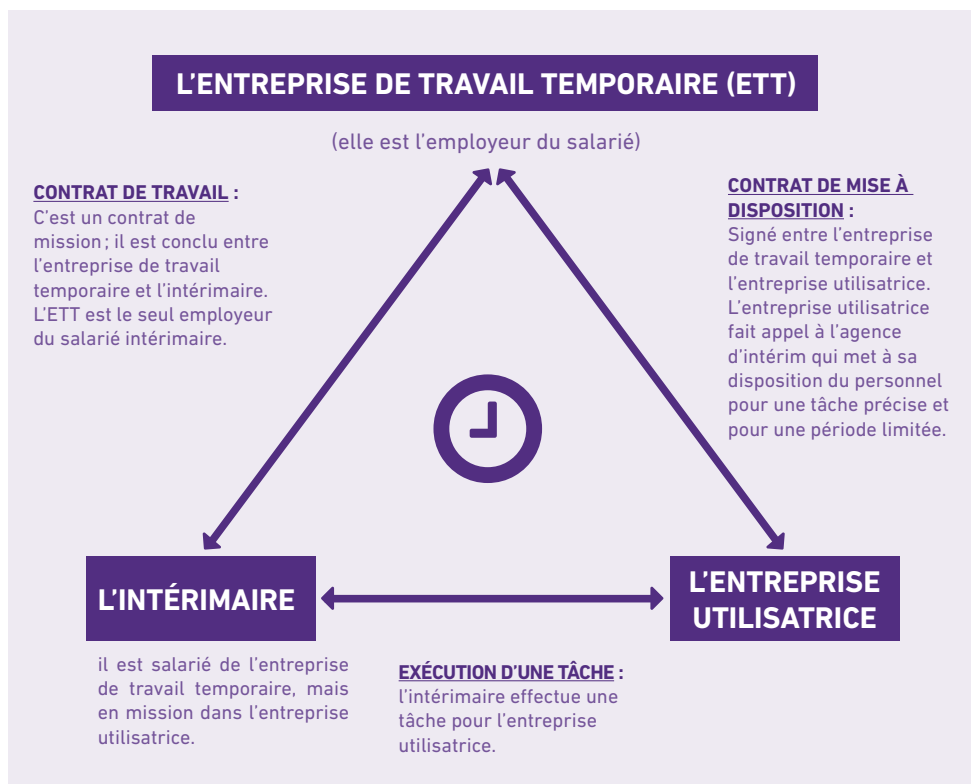 L'ENTREPRISE DE TRAVAIL TEMPORAIRE (ETT)
(elle est l'employeur du salarié)
CONTRAT DE TRAVAIL :
C'est un contrat de
mission ; il est conclu entre
l'entreprise de travail
temporaire et l'intérimaire.
L'ETT est le seul employeur
du salarié intérimaire.
CONTRAT DE MISE À
DISPOSITION :
Signé entre l'entreprise
de travail temporaire et
l'entreprise utilisatrice.
L'entreprise utilisatrice
fait appel à l'agence
d'intérim qui met à sa
disposition du personnel
pour une tâche précise et
pour une période limitée.
L'INTÉRIMAIRE
il est salarié de l'entreprise
de travail temporaire, mais
en mission dans l'entreprise
utilisatrice.
EXÉCUTION D'UNE TÂCHE :
l'intérimaire effectue une
tâche pour l'entreprise
utilisatrice.
L'ENTREPRISE
UTILISATRICE